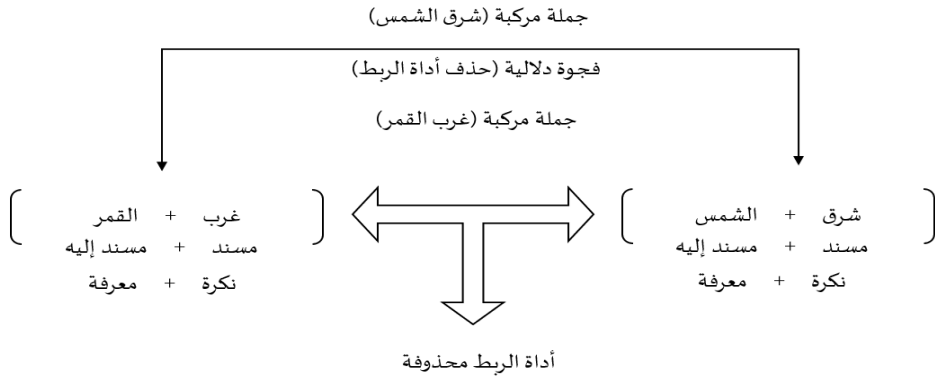 جملة مركبة (شرق الشمس)
فجوة دلالية (حذف أداة الربط)
جملة مركبة (غرب القمر)
شرق + الشمس
مسند + مسند إليه
نكرة + معرفة
غرب + القمر
مسند + مسند إليه
نكرة + معرفة
أداة الربط محذوفة